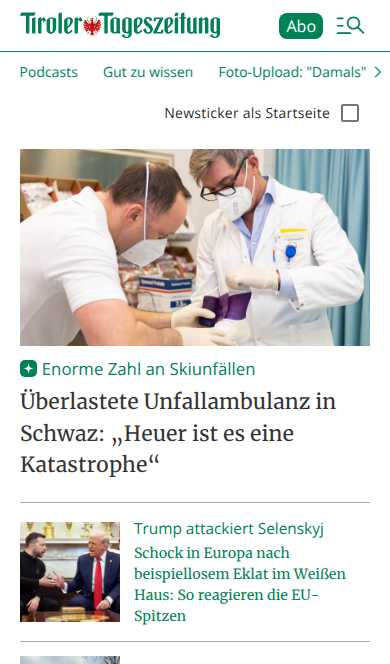 Tiroler Tageszeitung
Abo
Podcasts Gut zu wissen Foto-Upload: "Damals"
Newsticker als Startseite
Enorme Zahl an Skiunfällen
Überlastete Unfallambulanz in
Schwaz: „Heuer ist es eine
Katastrophe“
Trump attackiert Selenskyj
Schock in Europa nach
beispiellosem Eklat im Weißen
Haus: So reagieren die EU-
Spitzen